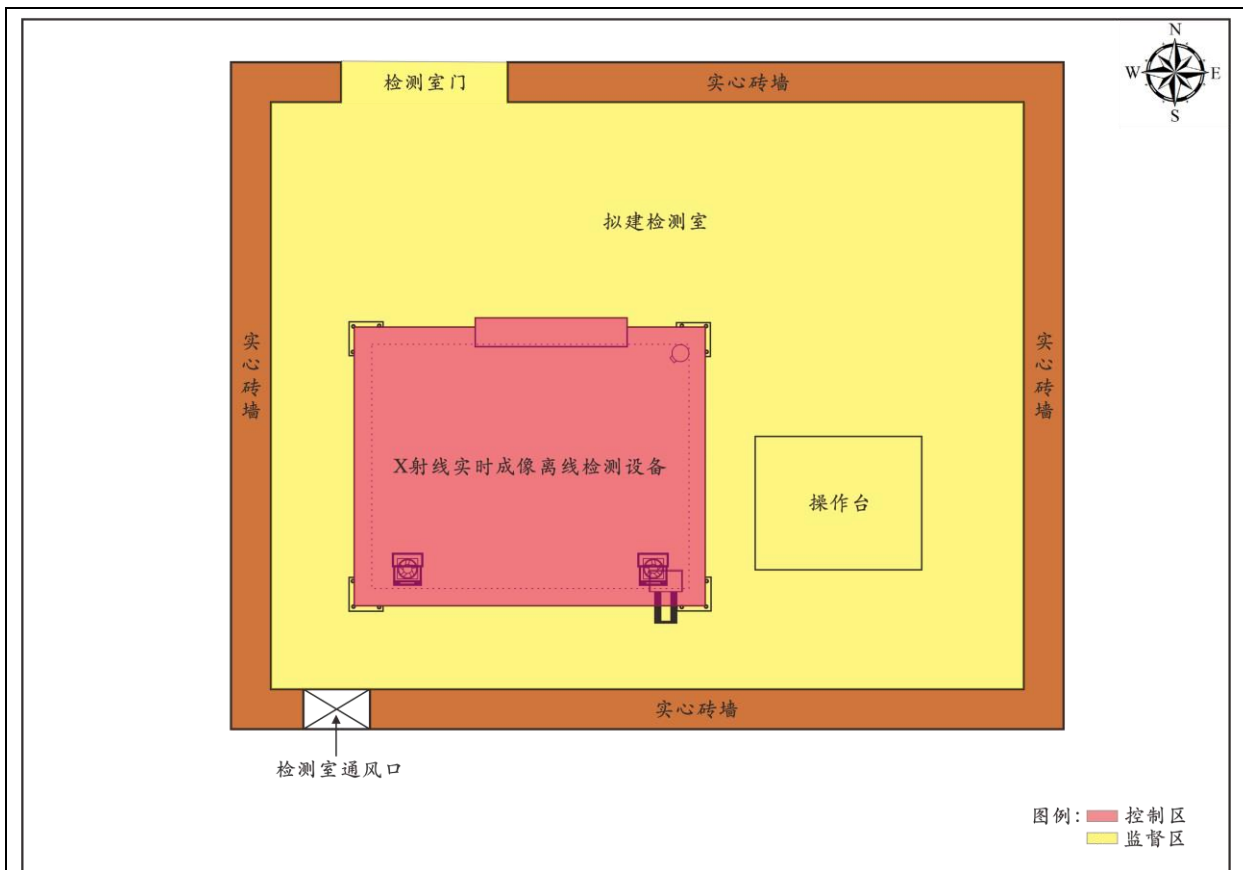 N
W E
S
检测室门
实心砖墙
拟建检测室
实心砖墙
实心砖墙
X射线实时成像离线检测设备
操作台
实心砖墙
检测室通风口
图例: 控制区
监督区